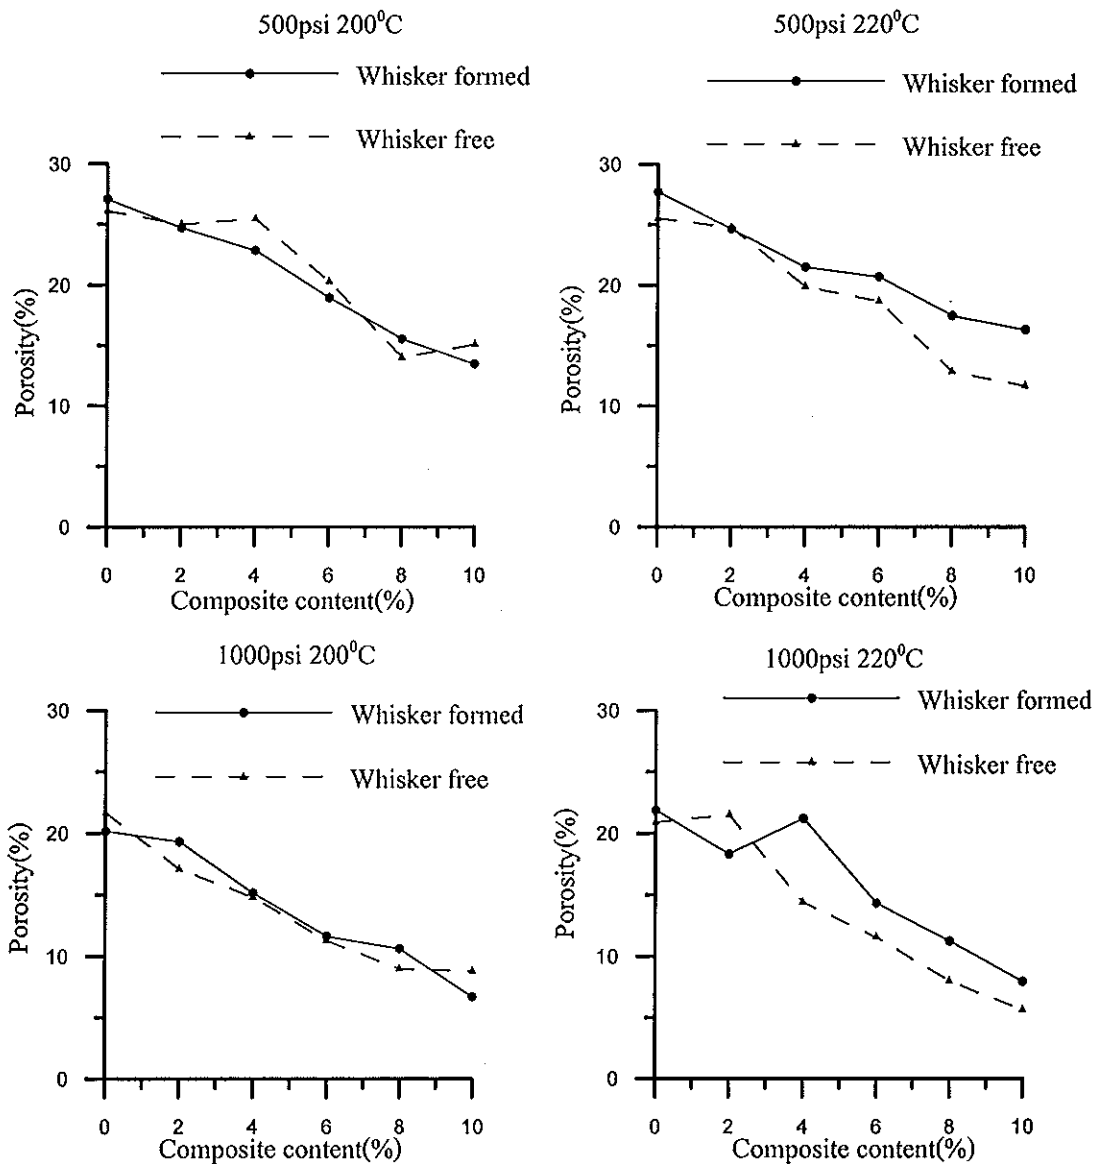 500psi 200⁰C
Whisker formed
Whisker free
30
20
10
0
Porosity(%)
0 2 4 6 8 10
Composite content(%)
500psi 220⁰C
Whisker formed
Whisker free
30
20
10
0
Porosity(%)
0 2 4 6 8 10
Composite content(%)
1000psi 200⁰C
Whisker formed
Whisker free
30
20
10
0
Porosity(%)
0 2 4 6 8 10
Composite content(%)
1000psi 220⁰C
Whisker formed
Whisker free
30
20
10
0
Porosity(%)
0 2 4 6 8 10
Composite content(%)